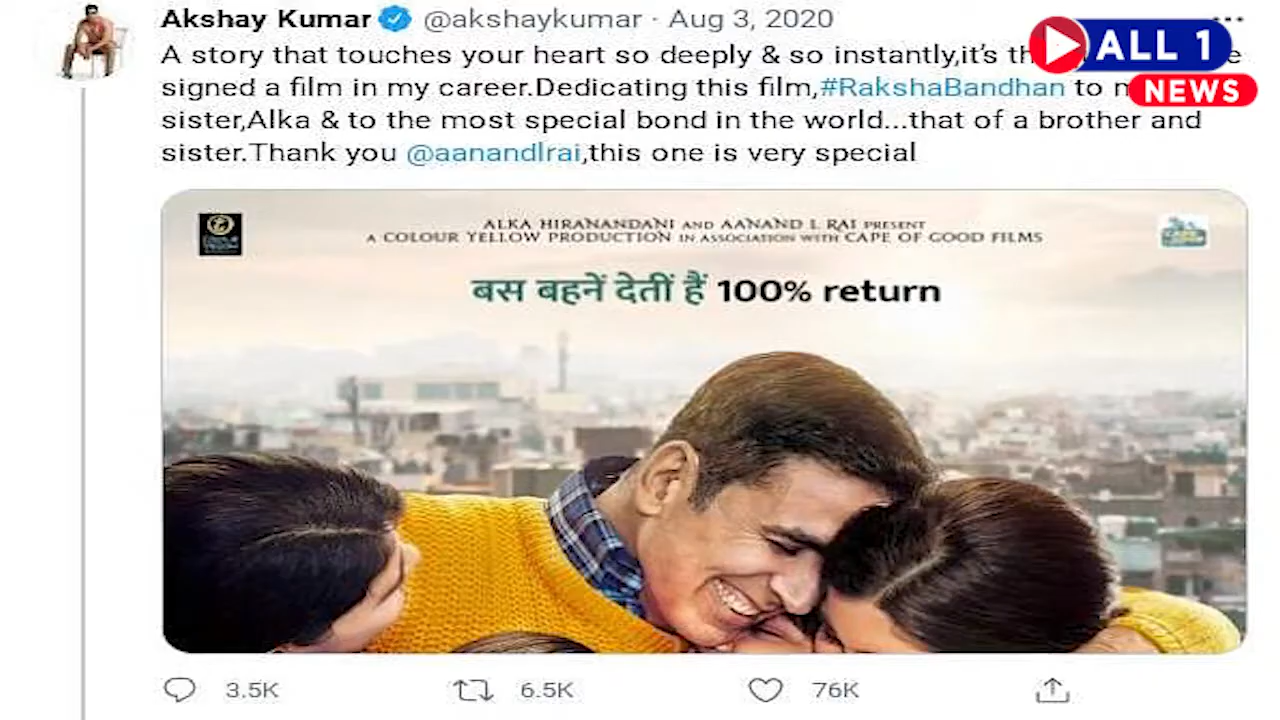 Akshay Kumar @akshaykumar · Aug 3, 2020
ALL 1
NEWS
A story that touches your heart so deeply & so instantly,it's
signed a film in my career.Dedicating this film,#RakshaBandhan to
sister,Alka & to the most special bond in the world...that of a brother and
sister.Thank you @aanandlrai,this one is very special
ALKA HIRANANDANI AND AANAND L RAI PRESENT
A COLOUR YELLOW PRODUCTION IN ASSOCIATION WITH CAPE OF GOOD FILMS
बस बहनें देतीं हैं 100% return
3.5K 6.5K 76K